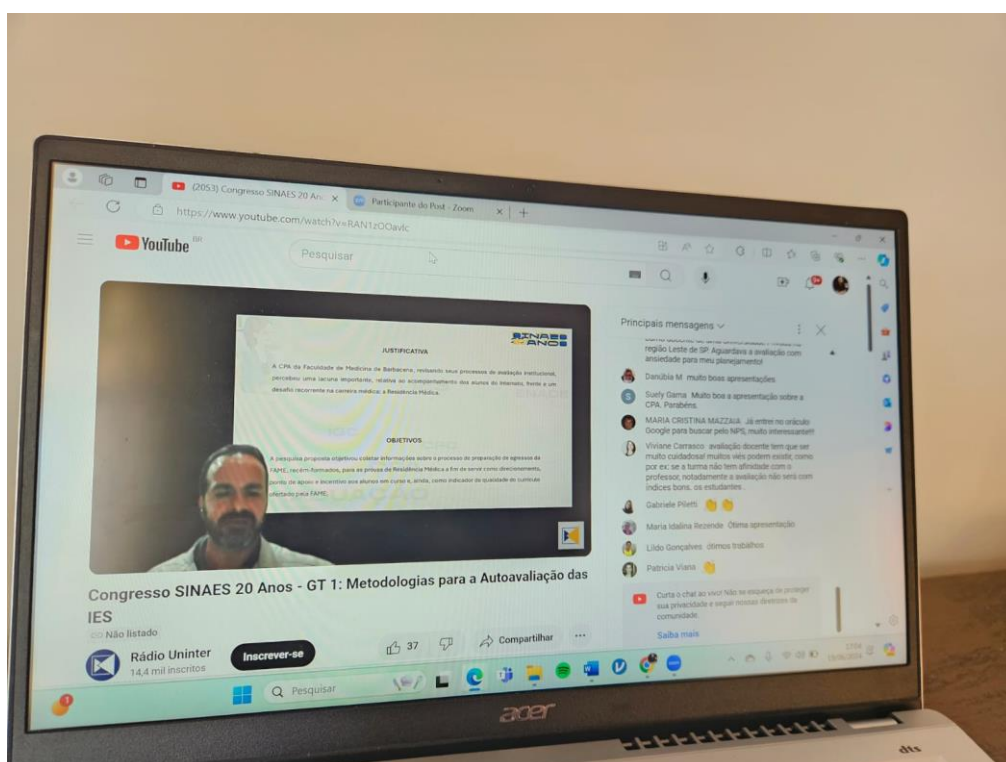 (2053) Congresso SINAES 20 An
Participante do Post - Zoom
https://www.youtube.com/watch?v=RAN1zOOavlc
YouTube BR
Pesquisar
SINAES
ANOS
JUSTIFICATIVA
A CPA da Faculdade de Medicina de Barbacena, revisando seus processos de avaliação institucional,
percebeu uma lacuna importante, relativa ao acompanhamento dos alunos do internato, frente a um
desafio recorrente na carreira médica: a Residência Médica.
OBJETIVOS
A pesquisa proposta objetivou coletar informações sobre o processo de preparação de egressos da
FAME, recém-formados, para as provas de Residência Médica a fim de servir como direcionamento,
ponto de apoio e incentivo aos alunos em curso e, ainda, como indicador de qualidade do currículo
ofertado pela FAME.
Congresso SINAES 20 Anos - GT 1: Metodologias para a Autoavaliação das
IES
Não listado
Rádio Uninter
14,4 mil inscritos
Inscrever-se
37
Compartilhar
Principais mensagens
região Leste de SP. Aguardava a avaliação com
ansiedade para meu planejamento!
Danúbia M muito boas apresentações
Suely Gama Muito boa a apresentação sobre a
CPA. Parabéns.
MARIA CRISTINA MAZZAIA Já entrei no oráculo
Google para buscar pelo NPS, muito interessante!!!
Viviane Carrasco avaliação docente tem que ser
muito cuidadosa! muitos viés podem existir, como
por ex: se a turma não tem afinidade com o
professor, notadamente a avaliação não será com
índices bons, os estudantes
Gabriele Piletti
Maria Idalina Rezende Ótima apresentação
Lildo Gonçalves ótimos trabalhos
Patricia Viana
Curta o chat ao vivo! Não se esqueça de proteger
sua privacidade e seguir nossas diretrizes da
comunidade.
Saiba mais
Pesquisar
acer
dts